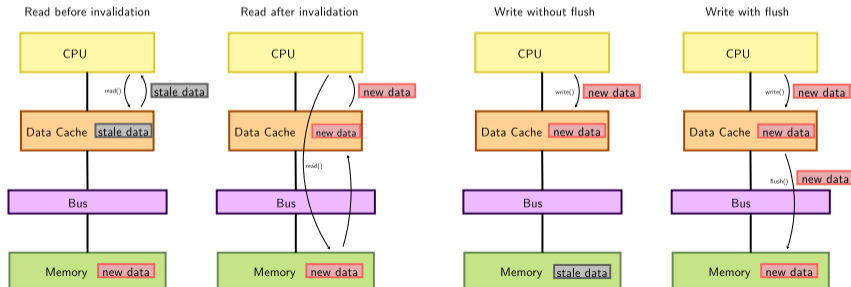 Read before invalidation
CPU
read()
stale data
Data Cache
stale data
Bus
Memory
new data
Read after invalidation
CPU
new data
Data Cache
new data
read()
Bus
Memory
new data
Write without flush
CPU
write()
new data
Data Cache
new data
Bus
Memory
stale data
Write with flush
CPU
write()
new data
Data Cache
new data
flush()
new data
Bus
Memory
new data